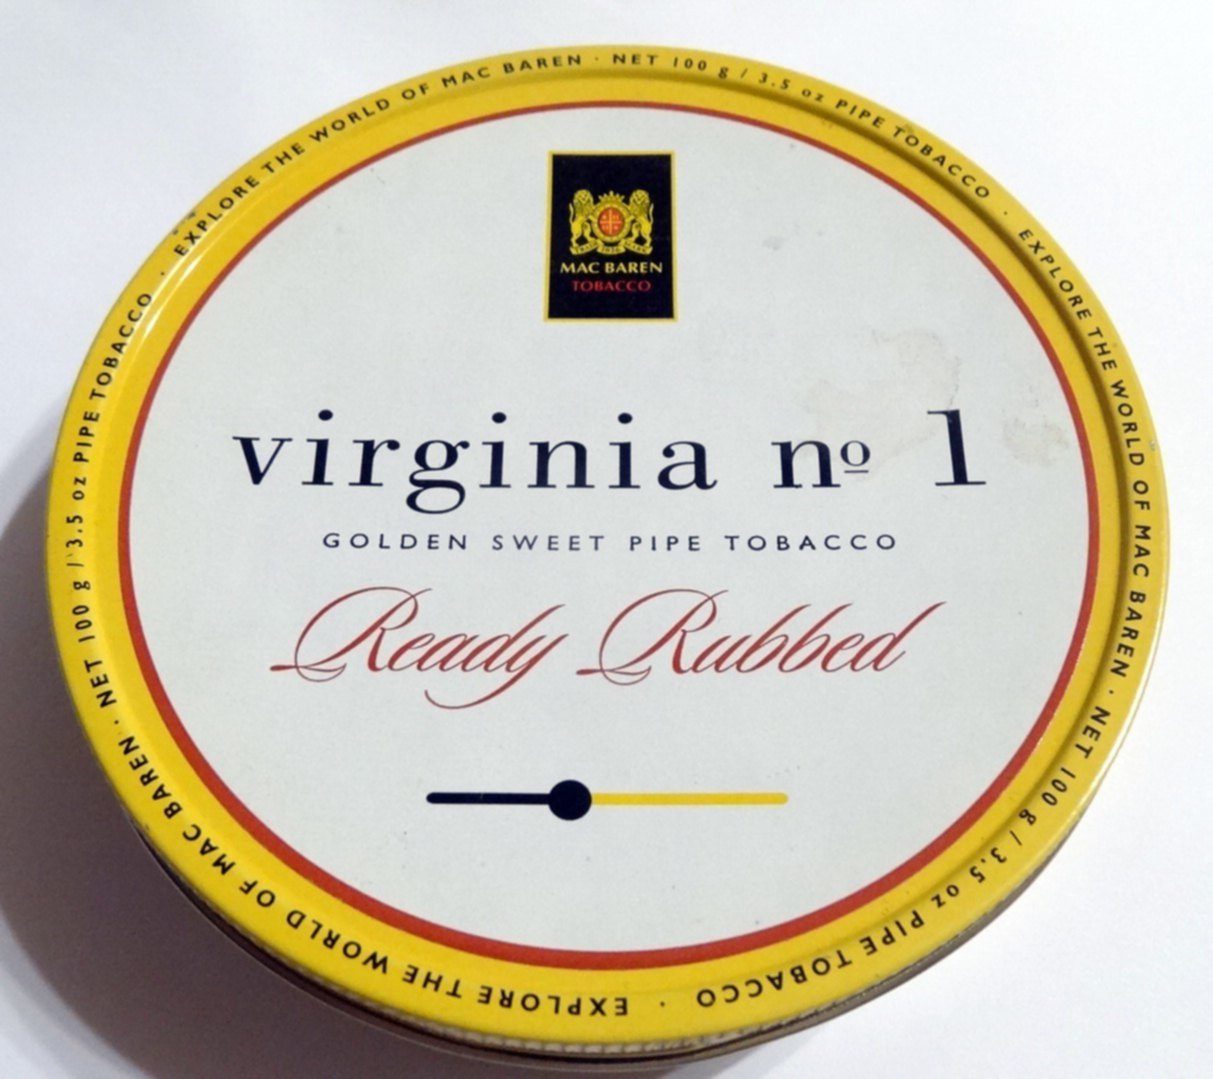 MAC BAREN
TOBACCO
virginia nº 1
GOLDEN SWEET PIPE TOBACCO
Ready Rubbed
EXPLORE THE WORLD OF MAC BAREN · NET 100 g / 3.5 oz PIPE TOBACCO ·
EXPLORE THE WORLD OF MAC BAREN · NET 100 g / 3.5 oz PIPE TOBACCO ·
EXPLORE THE WORLD OF MAC BAREN · NET 100 g / 3.5 oz PIPE TOBACCO ·